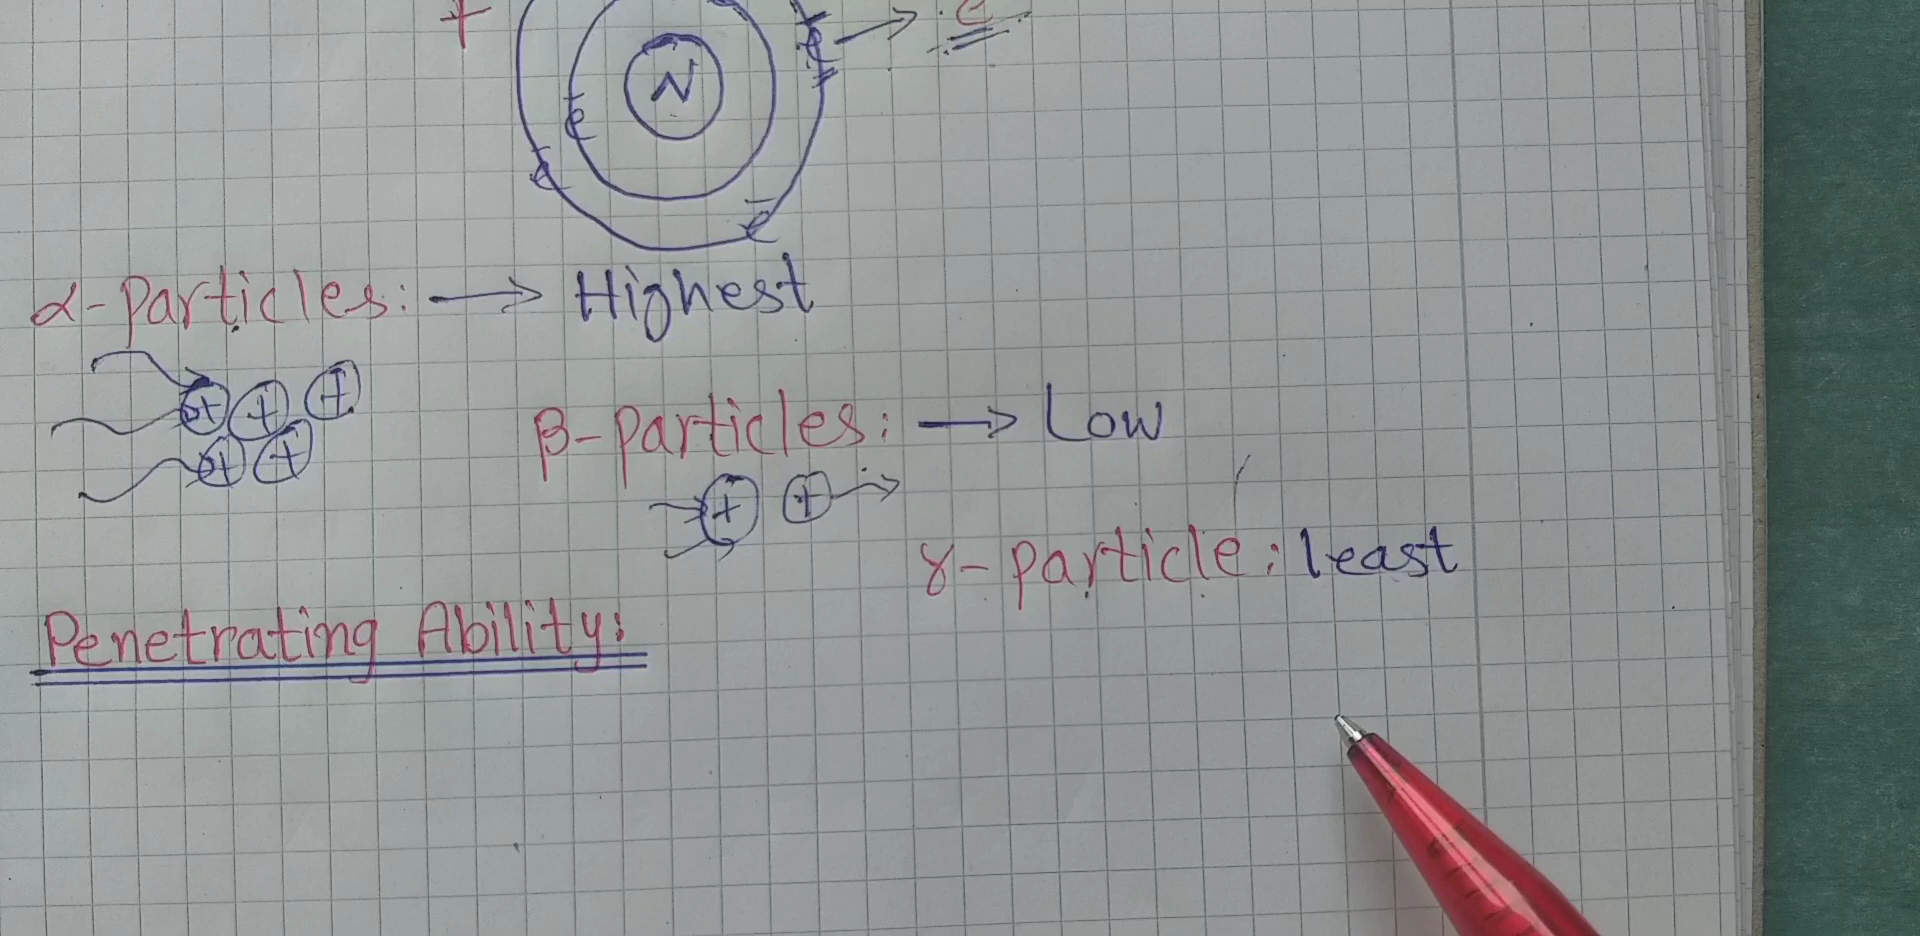 +
e
N
e
e
e
α-Particles: → Highest
+ + +
+ +
β-Particles: → Low
+ +
γ-Particle: least
Penetrating Ability: